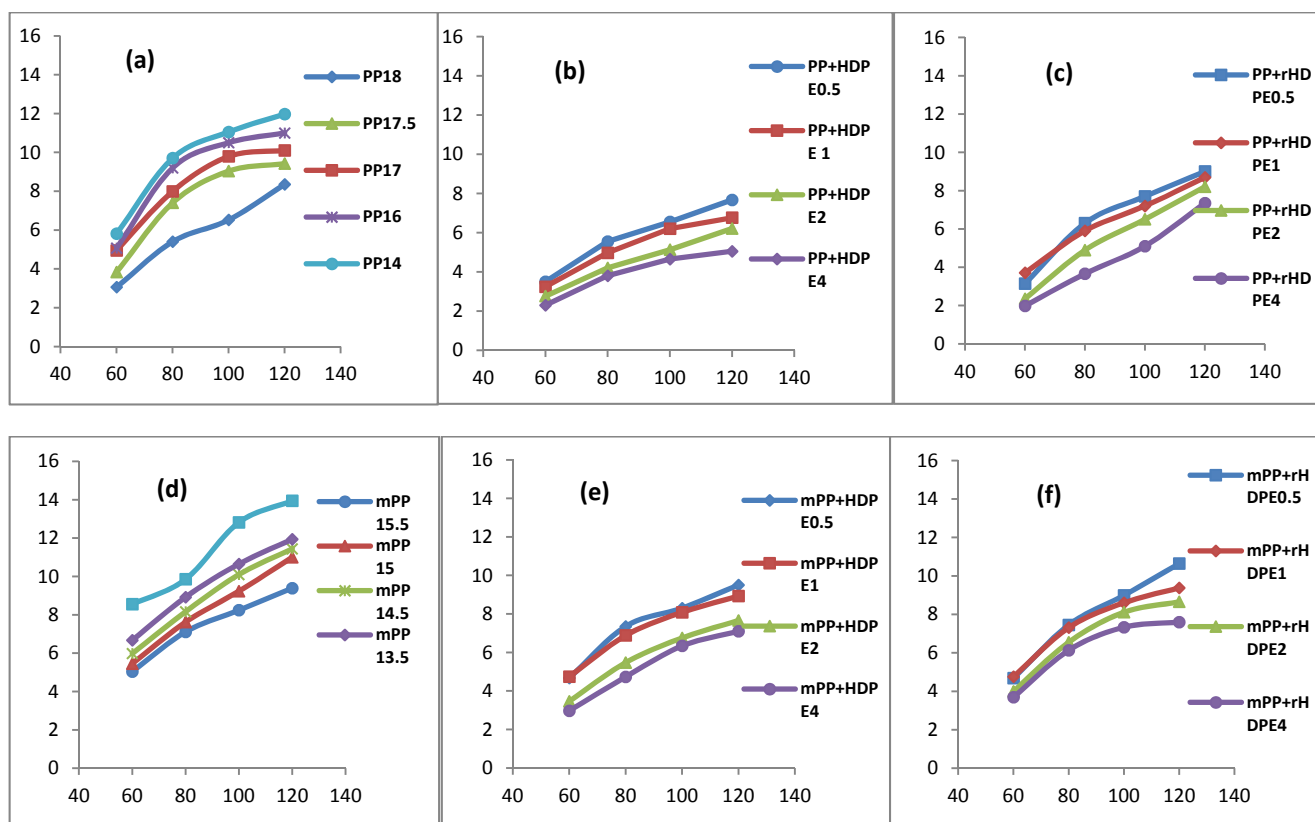 (a)
16
14
12
10
8
6
4
2
0
40 60 80 100 120 140
PP18
PP17.5
PP17
PP16
PP14
(b)
16
14
12
10
8
6
4
2
0
40 60 80 100 120 140
PP+HDP
E0.5
PP+HDP
E 1
PP+HDP
E2
PP+HDP
E4
(c)
16
14
12
10
8
6
4
2
0
40 60 80 100 120 140
PP+rHD
PE0.5
PP+rHD
PE1
PP+rHD
PE2
PP+rHD
PE4
(d)
16
14
12
10
8
6
4
2
0
40 60 80 100 120 140
mPP
15.5
mPP
15
mPP
14.5
mPP
13.5
(e)
16
14
12
10
8
6
4
2
0
40 60 80 100 120 140
mPP+HDP
E0.5
mPP+HDP
E1
mPP+HDP
E2
mPP+HDP
E4
(f)
16
14
12
10
8
6
4
2
0
40 60 80 100 120 140
mPP+rH
DPE0.5
mPP+rH
DPE1
mPP+rH
DPE2
mPP+rH
DPE4